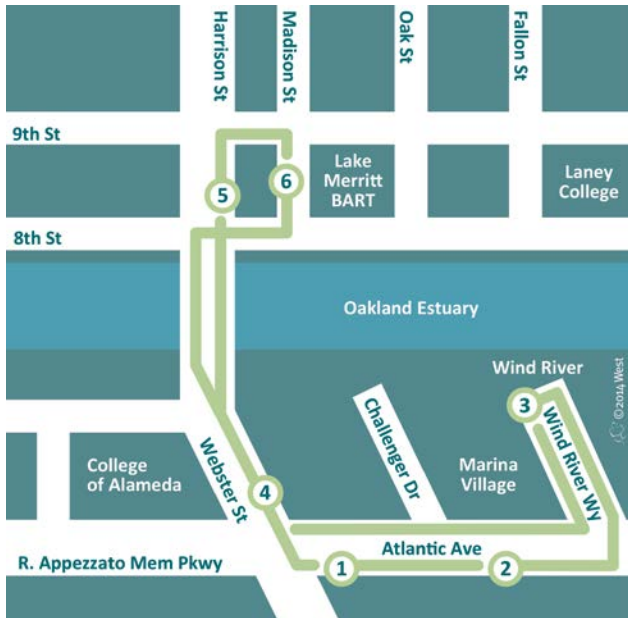 Harrison St
Madison St
Oak St
Fallon St
9th St
5
6
Lake
Merritt
BART
Laney
College
8th St
Oakland Estuary
Wind River
©2014 West
3
Challenger Dr
Wind River Wy
College
of Alameda
Webster St
4
Marina
Village
Atlantic Ave
R. Appezzato Mem Pkwy
1
2